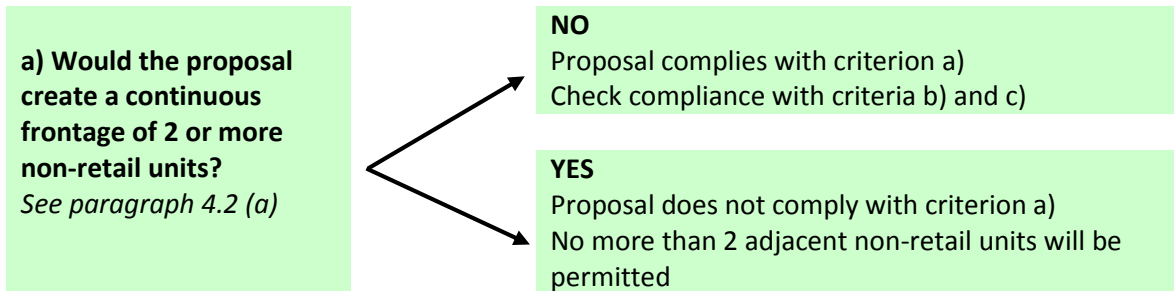 a) Would the proposal
create a continuous
frontage of 2 or more
non-retail units?
See paragraph 4.2 (a)
NO
Proposal complies with criterion a)
Check compliance with criteria b) and c)
YES
Proposal does not comply with criterion a)
No more than 2 adjacent non-retail units will be
permitted